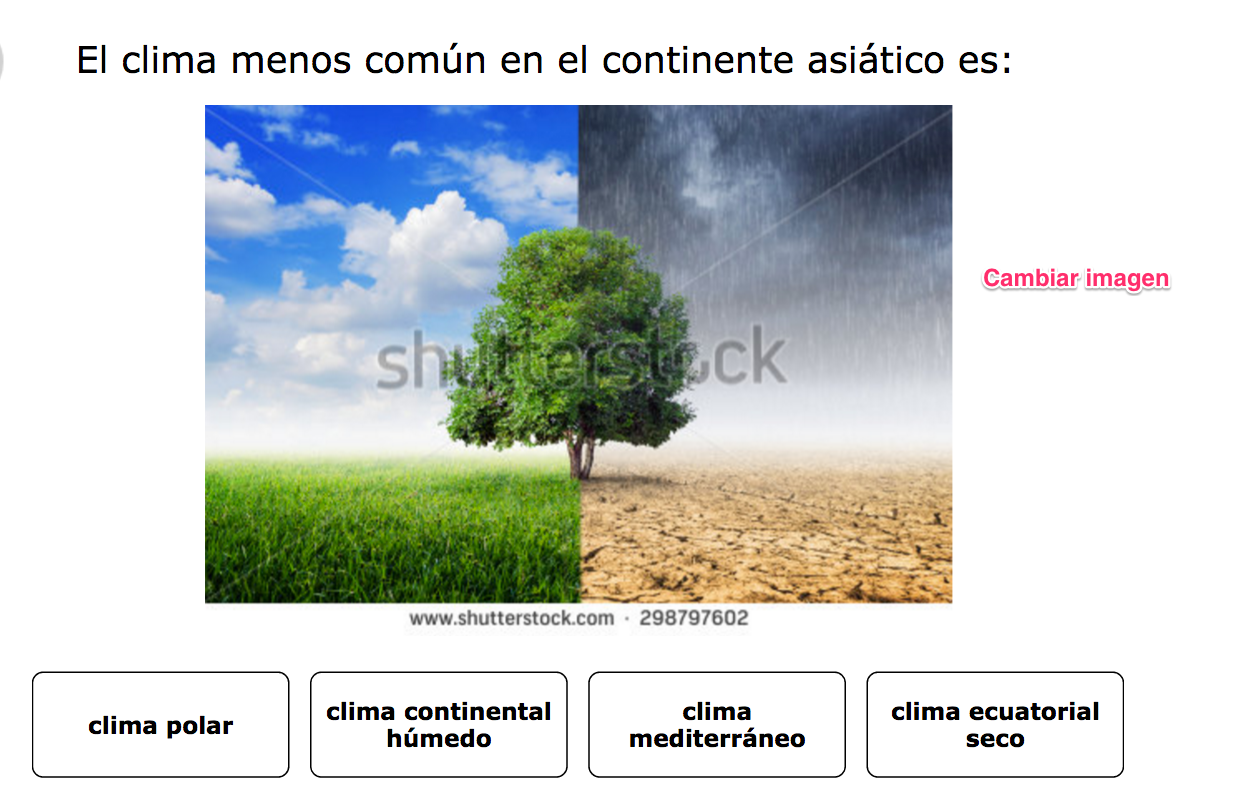 El clima menos común en el continente asiático es:
Cambiar imagen
shutterstock
www.shutterstock.com · 298797602
clima polar
clima continental
húmedo
clima
mediterráneo
clima ecuatorial
seco